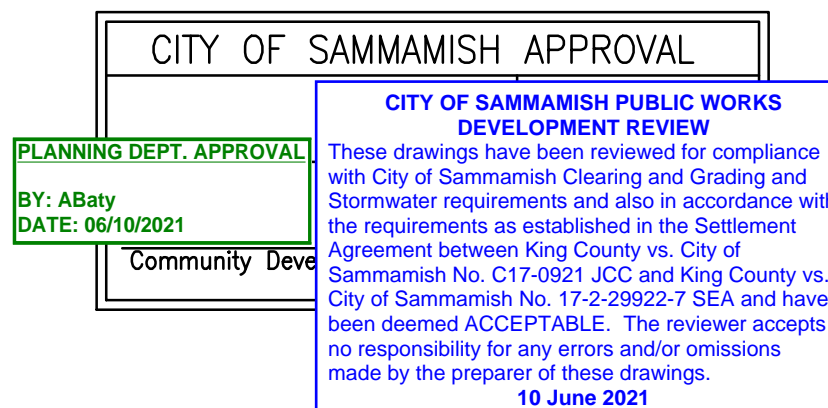 CITY OF SAMMAMISH APPROVAL
PLANNING DEPT. APPROVAL
BY: ABaty
DATE: 06/10/2021
Community Deve
CITY OF SAMMAMISH PUBLIC WORKS
DEVELOPMENT REVIEW
These drawings have been reviewed for compliance
with City of Sammamish Clearing and Grading and
Stormwater requirements and also in accordance with
the requirements as established in the Settlement
Agreement between King County vs. City of
Sammamish No. C17-0921 JCC and King County vs.
City of Sammamish No. 17-2-29922-7 SEA and have
been deemed ACCEPTABLE. The reviewer accepts
no responsibility for any errors and/or omissions
made by the preparer of these drawings.
10 June 2021